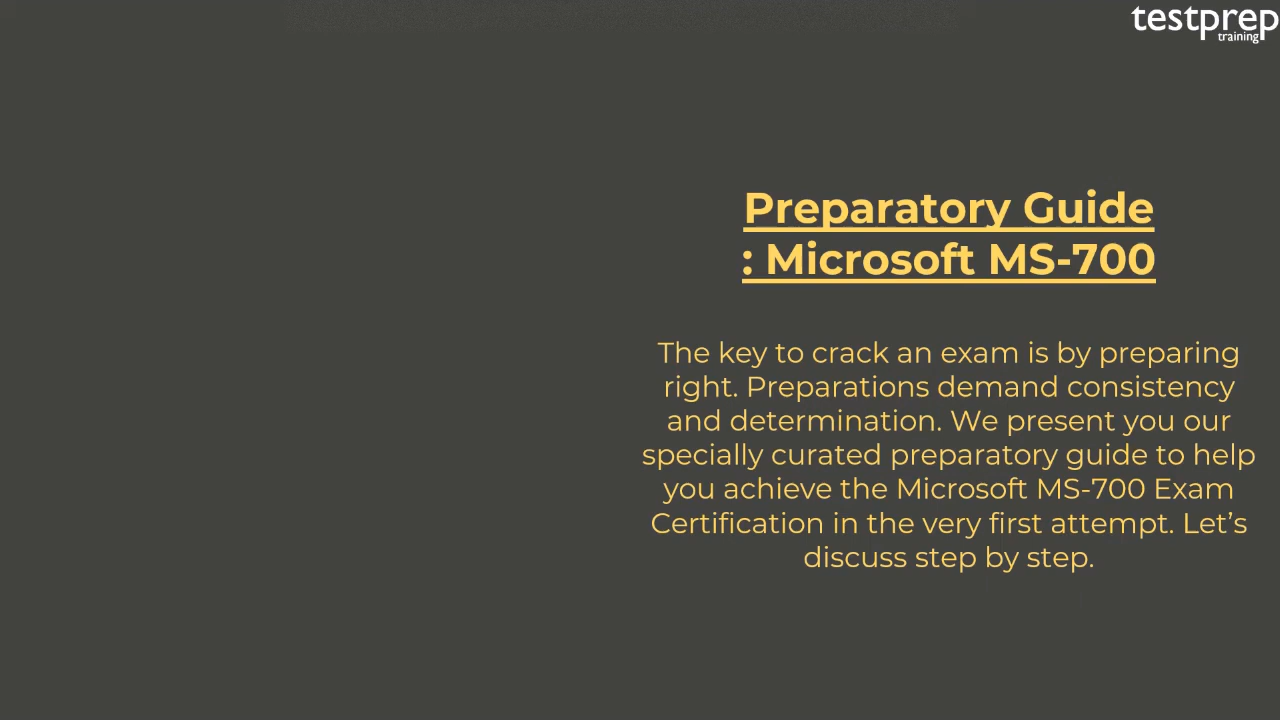 testprep
training
Preparatory Guide
: Microsoft MS-700
The key to crack an exam is by preparing
right. Preparations demand consistency
and determination. We present you our
specially curated preparatory guide to help
you achieve the Microsoft MS-700 Exam
Certification in the very first attempt. Let’s
discuss step by step.